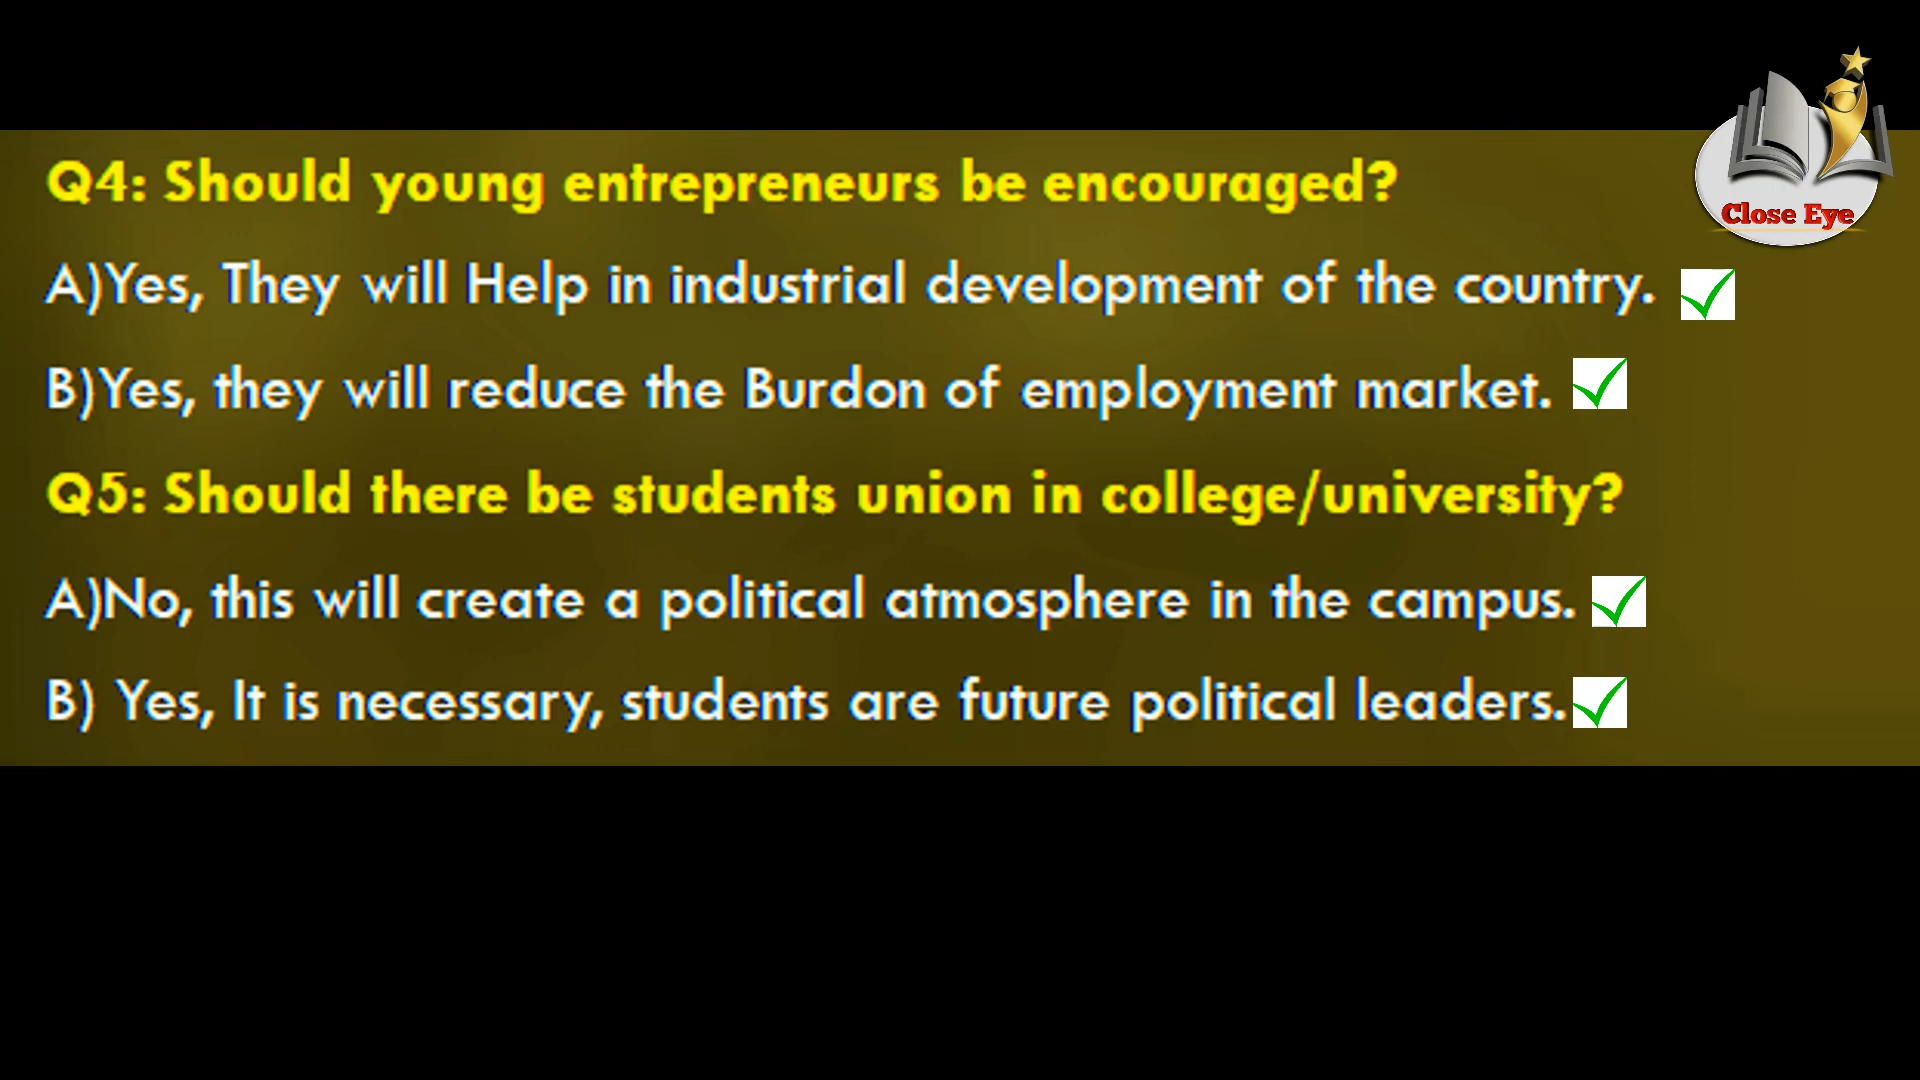 Close Eye
Q4: Should young entrepreneurs be encouraged?
A)Yes, They will Help in industrial development of the country.
B)Yes, they will reduce the Burdon of employment market.
Q5: Should there be students union in college/university?
A)No, this will create a political atmosphere in the campus.
B) Yes, It is necessary, students are future political leaders.